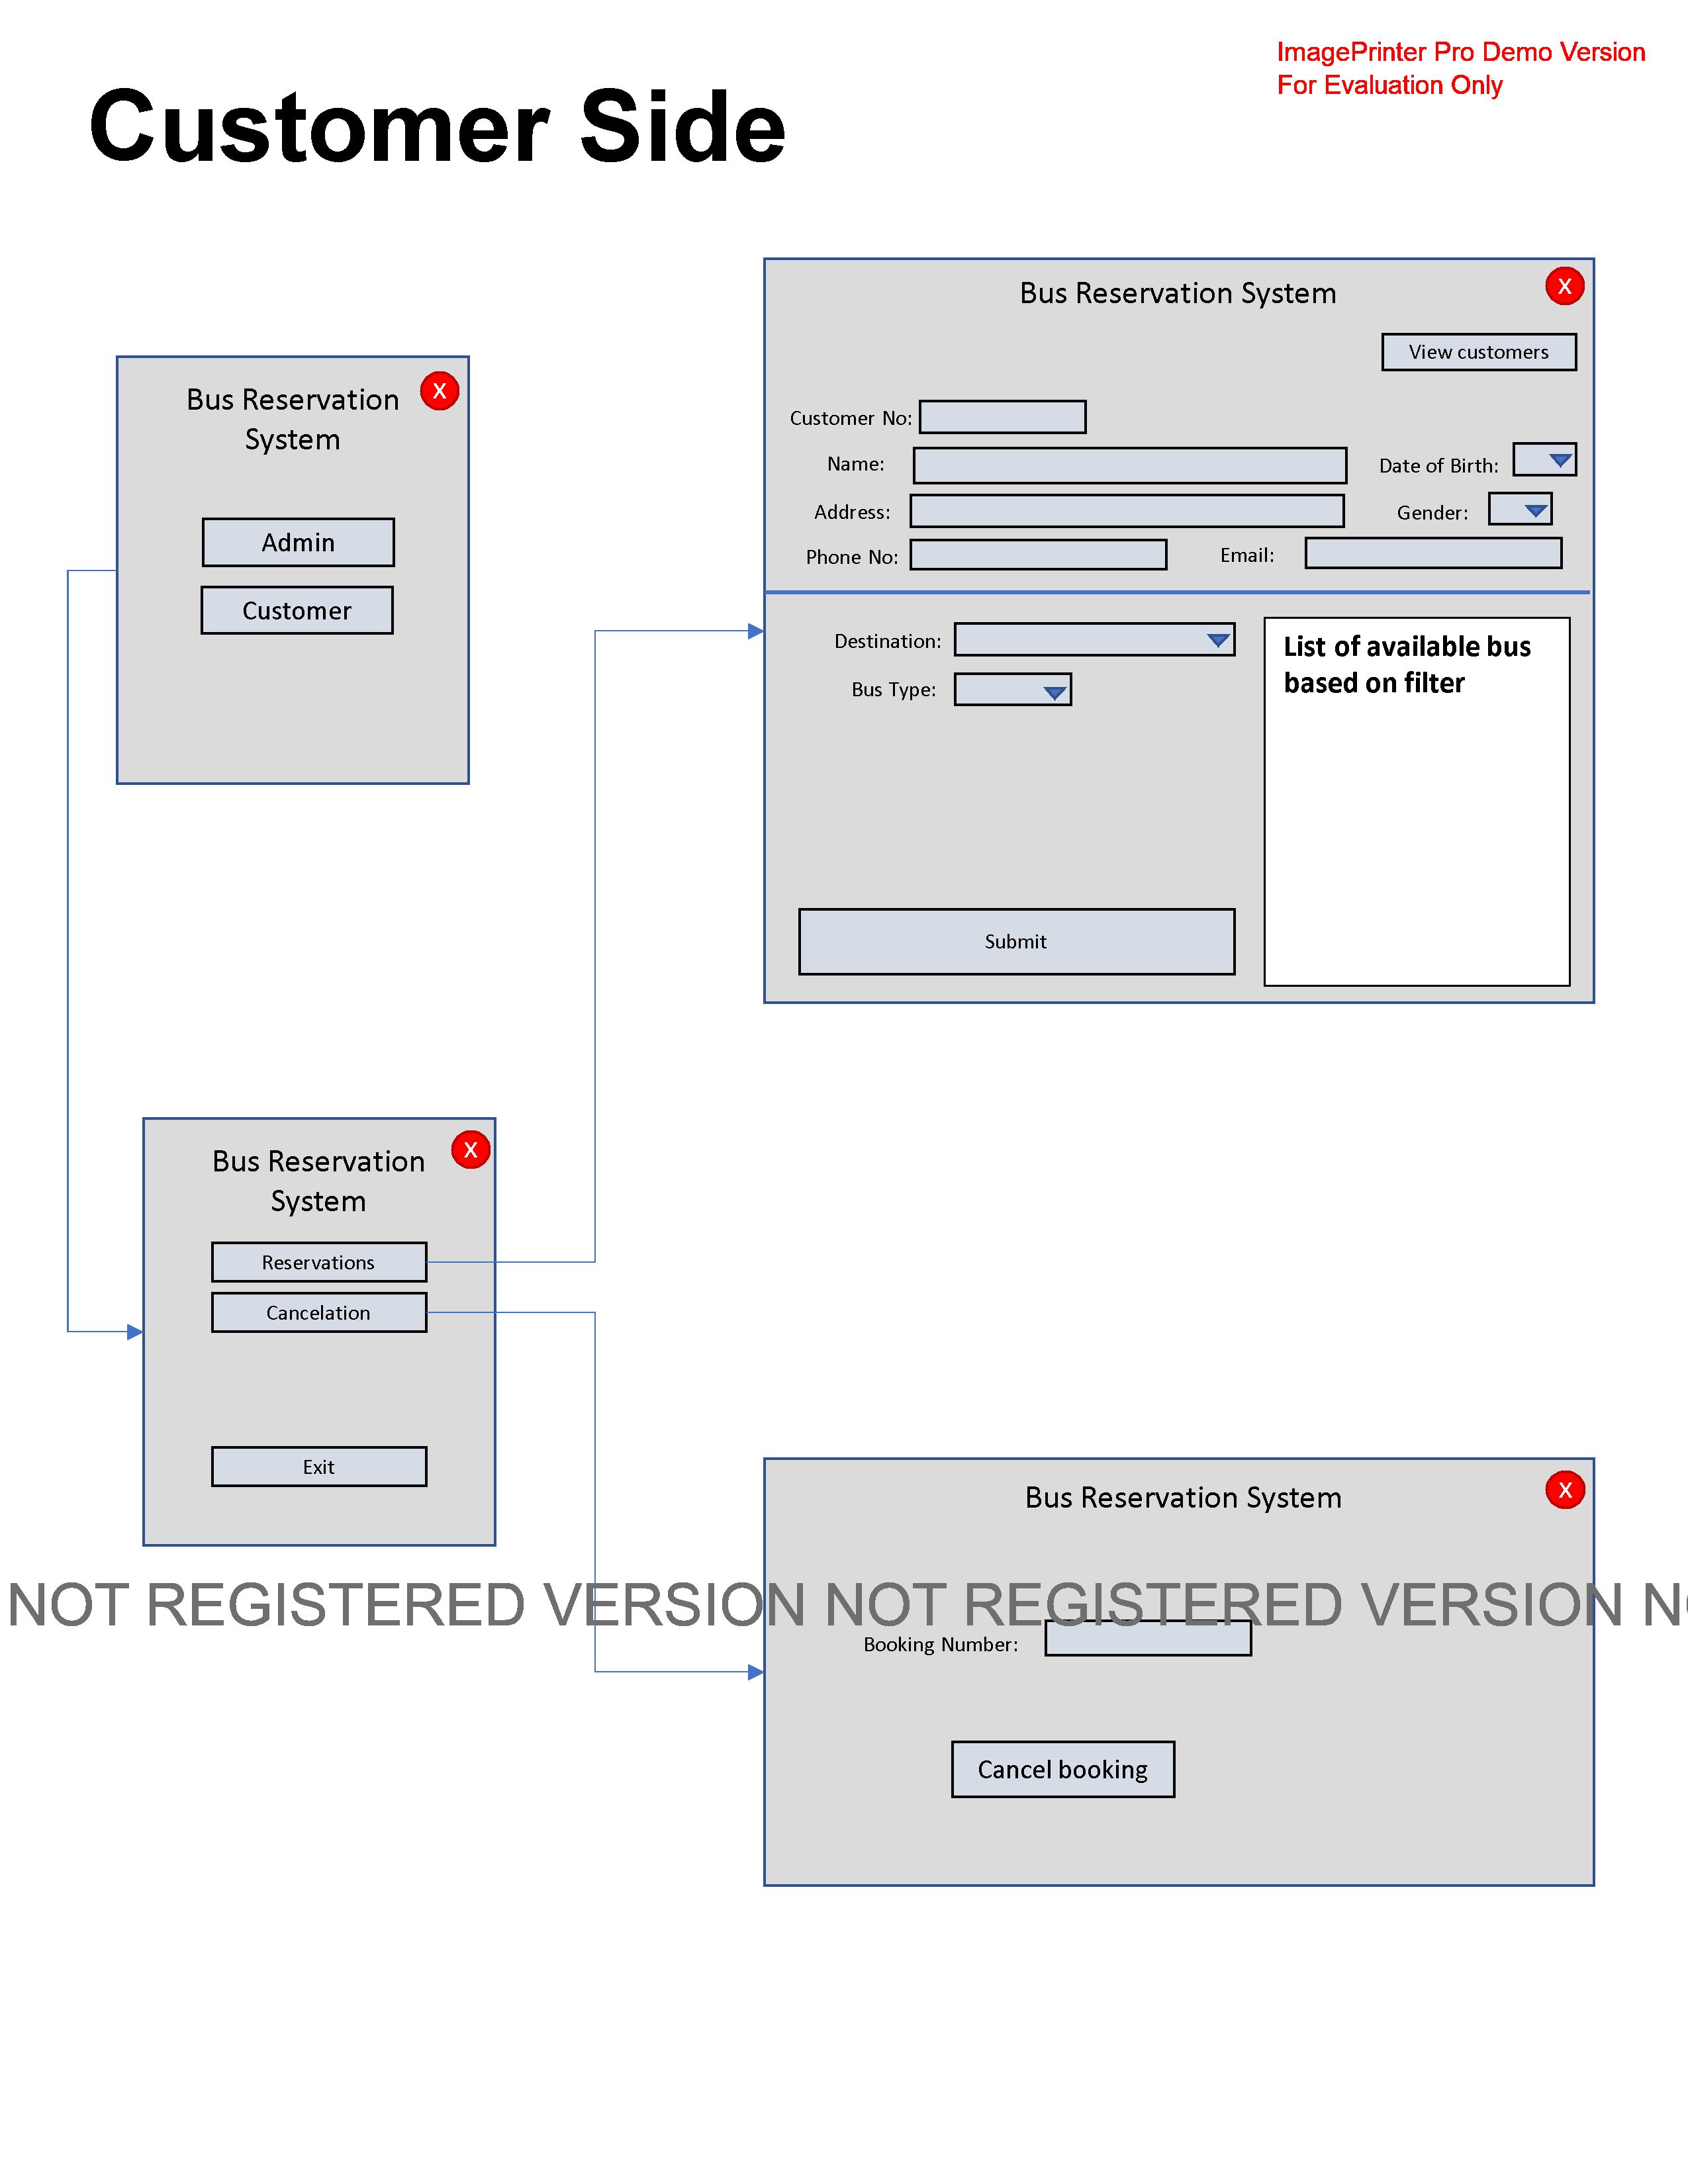 ImagePrinter Pro Demo Version
For Evaluation Only
Customer Side
Bus Reservation
System
X
Admin
Customer
Bus Reservation System
X
View customers
Customer No:
Name:
Date of Birth:
Address:
Gender:
Phone No:
Email:
Destination:
Bus Type:
List of available bus
based on filter
Submit
Bus Reservation
System
X
Reservations
Cancelation
Exit
Bus Reservation System
X
NOT REGISTERED VERSION NOT REGISTERED VERSION NO
Booking Number:
Cancel booking